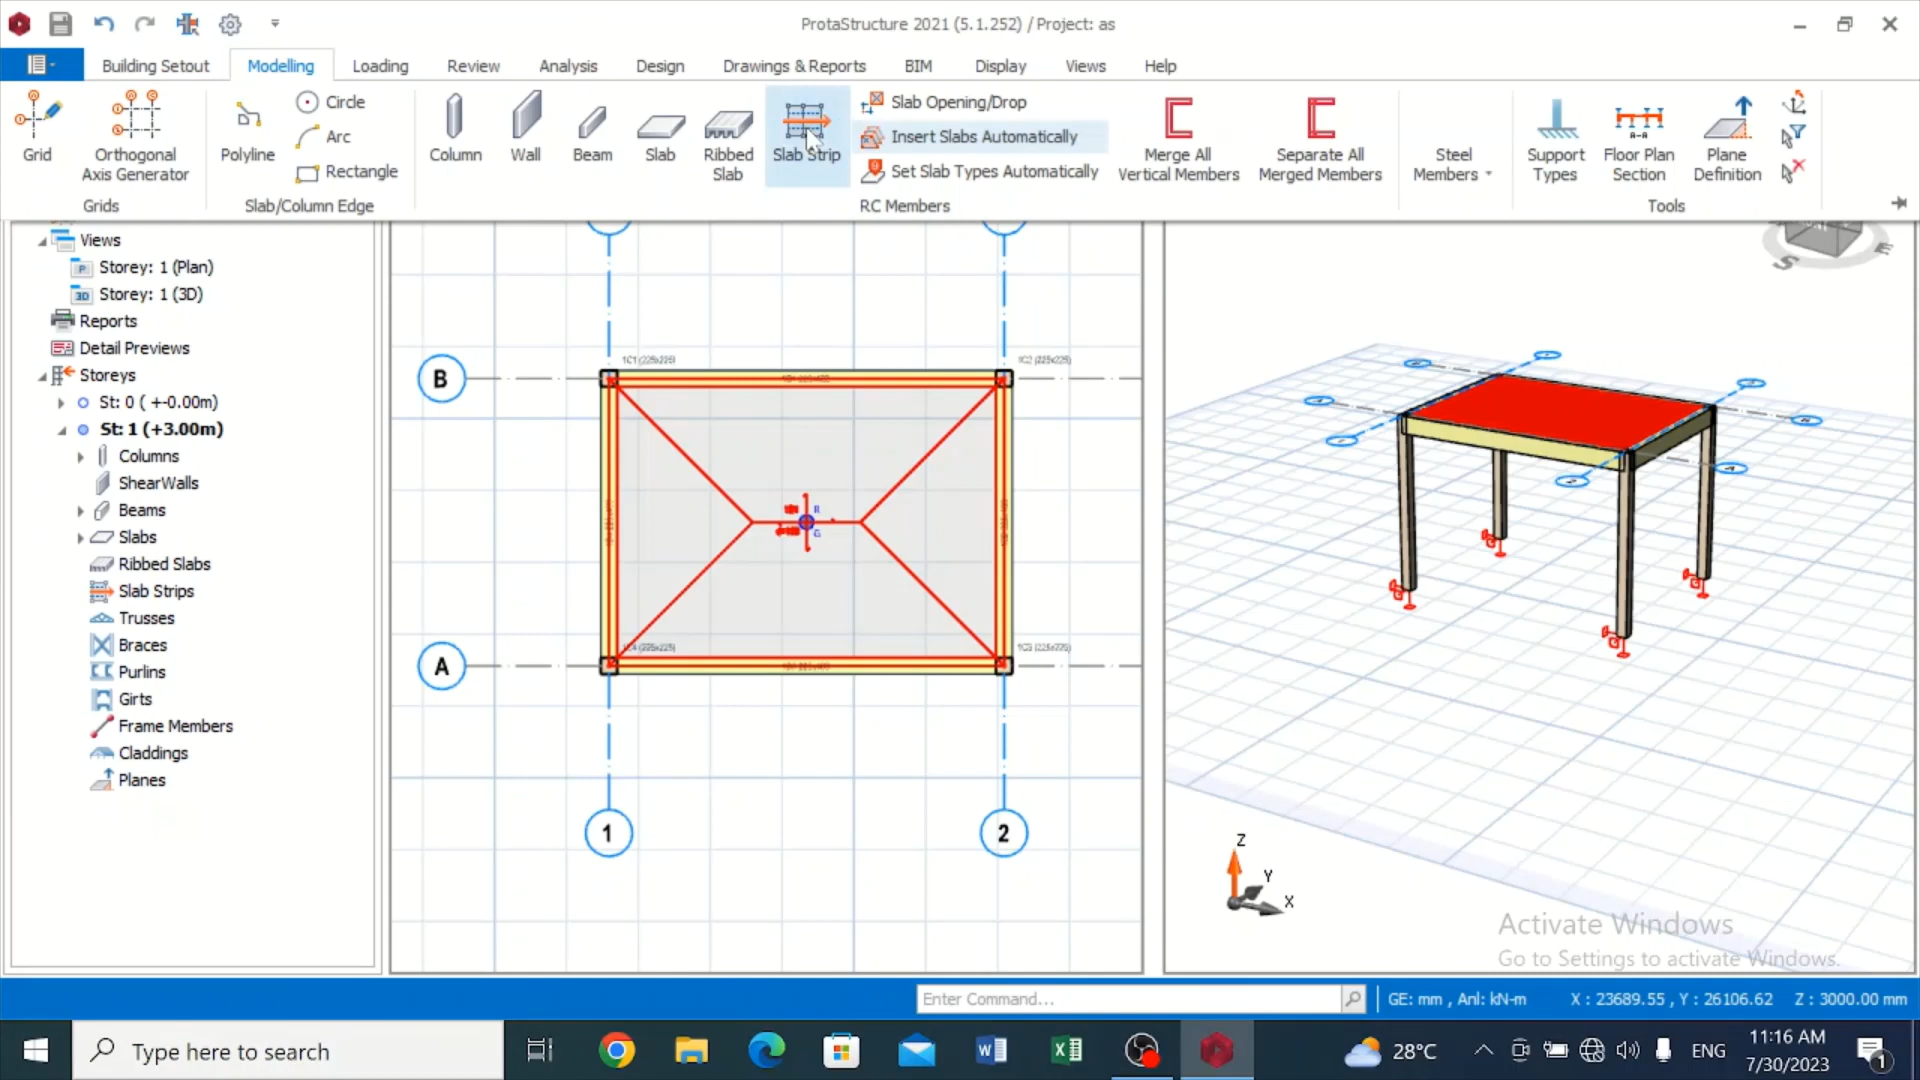 ProtaStructure 2021 (5.1.252) / Project: as
Building Setout
Modelling
Loading
Review
Analysis
Design
Drawings & Reports
BIM
Display
Views
Help
Grid
Orthogonal
Axis Generator
Grids
Polyline
Circle
Arc
Rectangle
Slab/Column Edge
Column
Wall
Beam
Slab
Ribbed
Slab
Slab Strip
Slab Opening/Drop
Insert Slabs Automatically
Set Slab Types Automatically
RC Members
Merge All
Vertical Members
Separate All
Merged Members
Steel
Members
Support
Types
Floor Plan
Section
Plane
Definition
Tools
Views
Storey: 1 (Plan)
Storey: 1 (3D)
Reports
Detail Previews
Storeys
St: 0 ( +-0.00m)
St: 1 (+3.00m)
Columns
ShearWalls
Beams
Slabs
Ribbed Slabs
Slab Strips
Trusses
Braces
Purlins
Girts
Frame Members
Claddings
Planes
B
A
1
2
1C1 (225x225)
1C2 (225x225)
R
G
S
E
Z
Y
X
Activate Windows
Go to Settings to activate Windows.
Enter Command...
GE: mm , Anl: kN-m
X : 23689.55 , Y : 26106.62
Z : 3000.00 mm
Type here to search
28°C
ENG
11:16 AM
7/30/2023
1